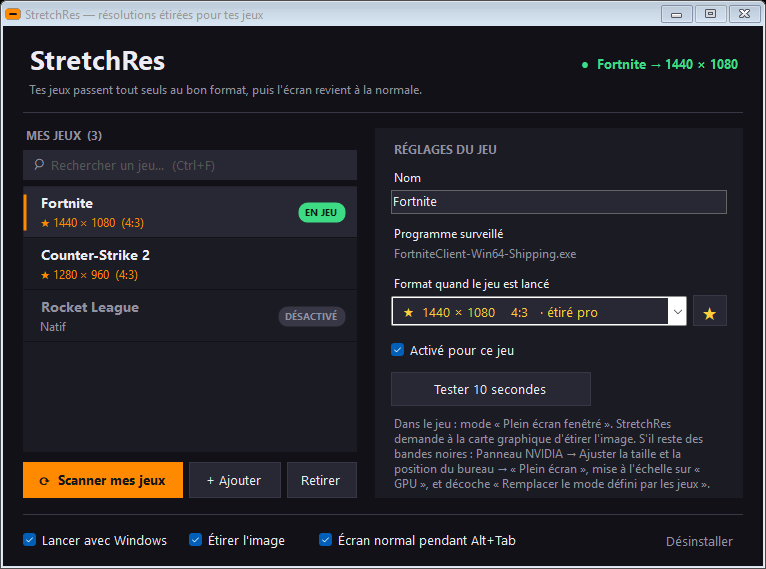 StretchRes — résolutions étirées pour tes jeux
StretchRes
● Fortnite → 1440 × 1080
Tes jeux passent tout seuls au bon format, puis l'écran revient à la normale.
MES JEUX (3)
Rechercher un jeu... (Ctrl+F)
Fortnite
★ 1440 × 1080 (4:3)
EN JEU
Counter-Strike 2
★ 1280 × 960 (4:3)
Rocket League
Natif
DÉSACTIVÉ
⟳ Scanner mes jeux
+ Ajouter
Retirer
RÉGLAGES DU JEU
Nom
Fortnite
Programme surveillé
FortniteClient-Win64-Shipping.exe
Format quand le jeu est lancé
★ 1440 × 1080 4:3 · étiré pro
★
Activé pour ce jeu
Tester 10 secondes
Dans le jeu : mode « Plein écran fenêtré ». StretchRes
demande à la carte graphique d'étirer l'image. S'il reste des
bandes noires : Panneau NVIDIA → Ajuster la taille et la
position du bureau → « Plein écran », mise à l'échelle sur «
GPU », et décoche « Remplacer le mode défini par les jeux ».
Lancer avec Windows
Étirer l'image
Écran normal pendant Alt+Tab
Désinstaller